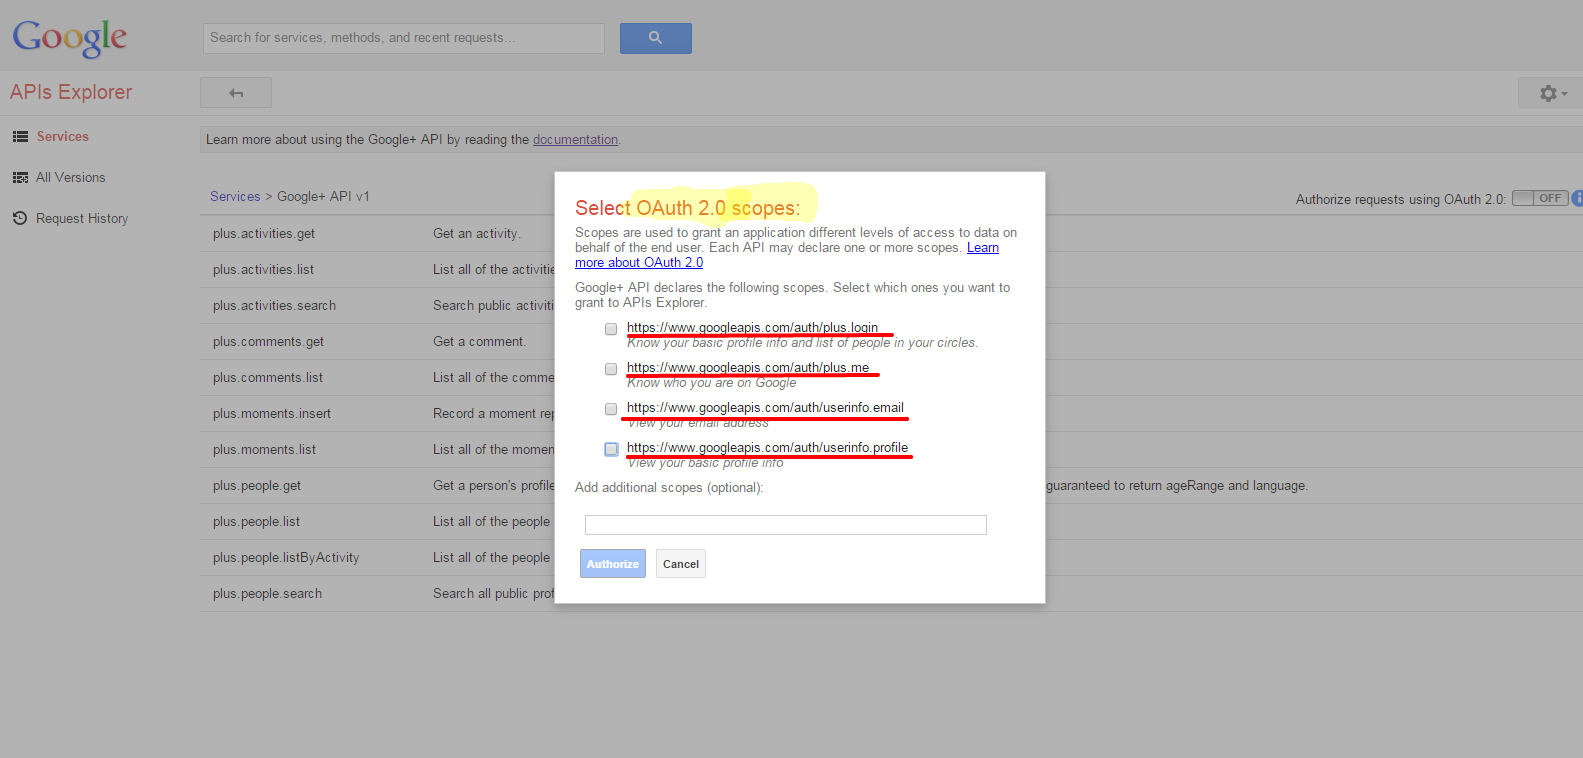 Google
Search for services, methods, and recent requests...
APIs Explorer
Services
All Versions
Request History
Learn more about using the Google+ API by reading the documentation.
Services > Google+ API v1
Authorize requests using OAuth 2.0: OFF
plus.activities.get Get an activity.
plus.activities.list List all of the activitie
plus.activities.search Search public activiti
plus.comments.get Get a comment.
plus.comments.list List all of the comme
plus.moments.insert Record a moment rep
plus.moments.list List all of the momen
plus.people.get Get a person's profile guaranteed to return ageRange and language.
plus.people.list List all of the people
plus.people.listByActivity List all of the people
plus.people.search Search all public prof
Select OAuth 2.0 scopes:
Scopes are used to grant an application different levels of access to data on
behalf of the end user. Each API may declare one or more scopes. Learn
more about OAuth 2.0
Google+ API declares the following scopes. Select which ones you want to
grant to APIs Explorer.
https://www.googleapis.com/auth/plus.login
Know your basic profile info and list of people in your circles.
https://www.googleapis.com/auth/plus.me
Know who you are on Google
https://www.googleapis.com/auth/userinfo.email
View your email address
https://www.googleapis.com/auth/userinfo.profile
View your basic profile info
Add additional scopes (optional):
Authorize Cancel